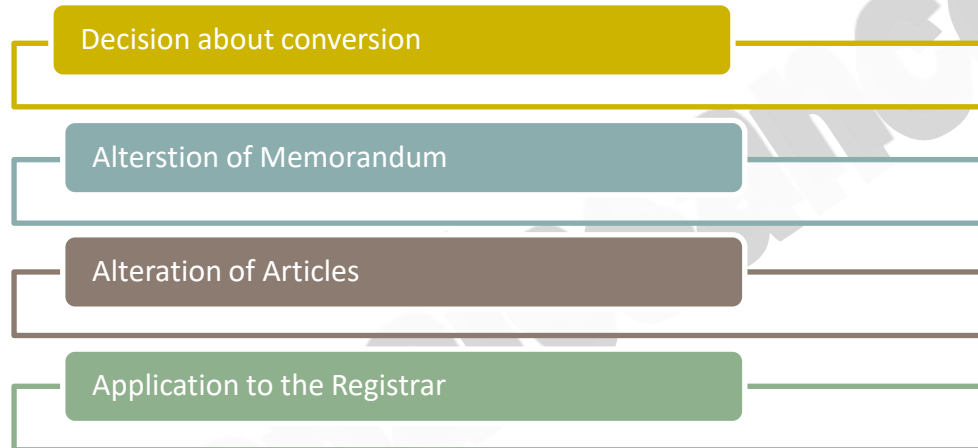 Decision about conversion
Alterstion of Memorandum
Alteration of Articles
Application to the Registrar